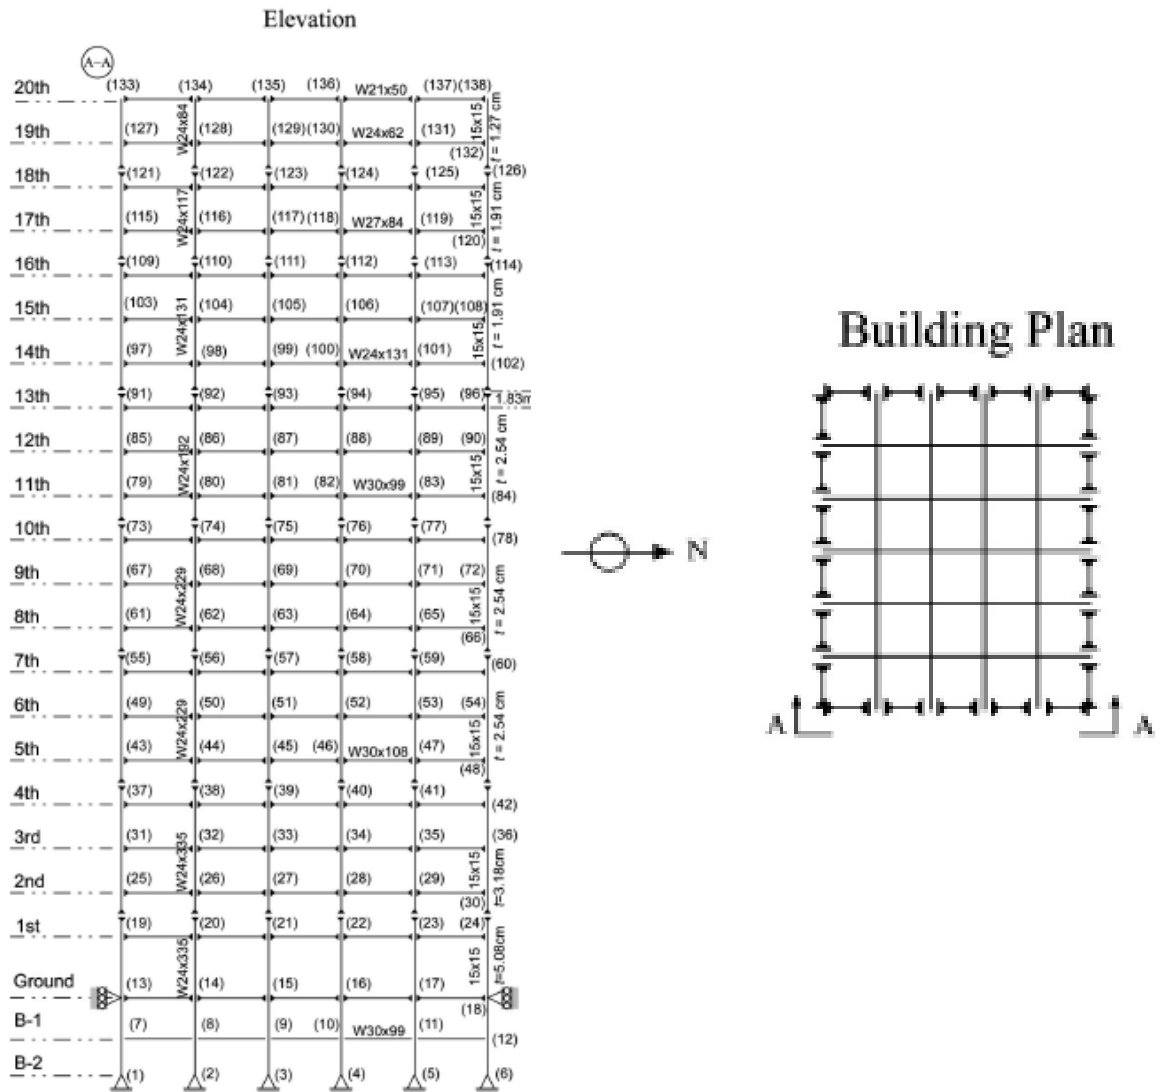 Elevation
A–A
20th (133) (134) (135) (136) W21x50 (137)(138)
W24x84 15x15 t = 1.27 cm
19th (127) (128) (129)(130) W24x62 (131)
(132)
18th (121) (122) (123) (124) (125) (126)
W24x117 15x15 t = 1.91 cm
17th (115) (116) (117)(118) W27x84 (119)
(120)
16th (109) (110) (111) (112) (113) (114)
15th (103) (104) (105) (106) (107)(108)
W24x131 15x15 t = 1.91 cm
14th (97) (98) (99) (100) W24x131 (101) (102)
13th (91) (92) (93) (94) (95) (96) 1.83m
12th (85) (86) (87) (88) (89) (90)
W24x192 15x15 t = 2.54 cm
11th (79) (80) (81) (82) W30x99 (83) (84)
10th (73) (74) (75) (76) (77) (78)
9th (67) (68) (69) (70) (71) (72)
W24x229 15x15 t = 2.54 cm
8th (61) (62) (63) (64) (65)
(66)
7th (55) (56) (57) (58) (59) (60)
6th (49) (50) (51) (52) (53) (54)
W24x229 15x15 t = 2.54 cm
5th (43) (44) (45) (46) W30x108 (47)
(48)
4th (37) (38) (39) (40) (41) (42)
3rd (31) (32) (33) (34) (35) (36)
W24x335 15x15 t=3.18cm
2nd (25) (26) (27) (28) (29)
(30)
1st (19) (20) (21) (22) (23) (24)
W24x335 15x15 t=5.08cm
Ground (13) (14) (15) (16) (17)
(18)
B-1 (7) (8) (9) (10) W30x99 (11) (12)
B-2 (1) (2) (3) (4) (5) (6)
N
Building Plan
A A